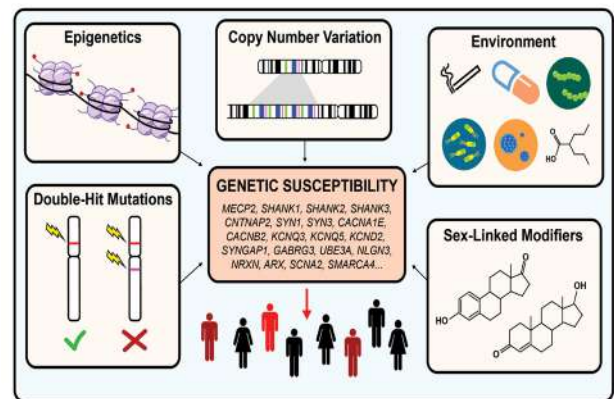 Epigenetics
Copy Number Variation
Environment
HO
O
Double-Hit Mutations
GENETIC SUSCEPTIBILITY
MECP2, SHANK1, SHANK2, SHANK3,
CNTNAP2, SYN1, SYN3, CACNA1E,
CACNB2, KCNQ3, KCNQ5, KCND2,
SYNGAP1, GABRG3, UBE3A, NLGN3,
NRXN, ARX, SCNA2, SMARCA4...
Sex-Linked Modifiers
O
HO
OH
O